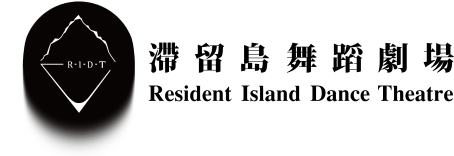 R·I·D·T
滯留島舞蹈劇場
Resident Island Dance Theatre